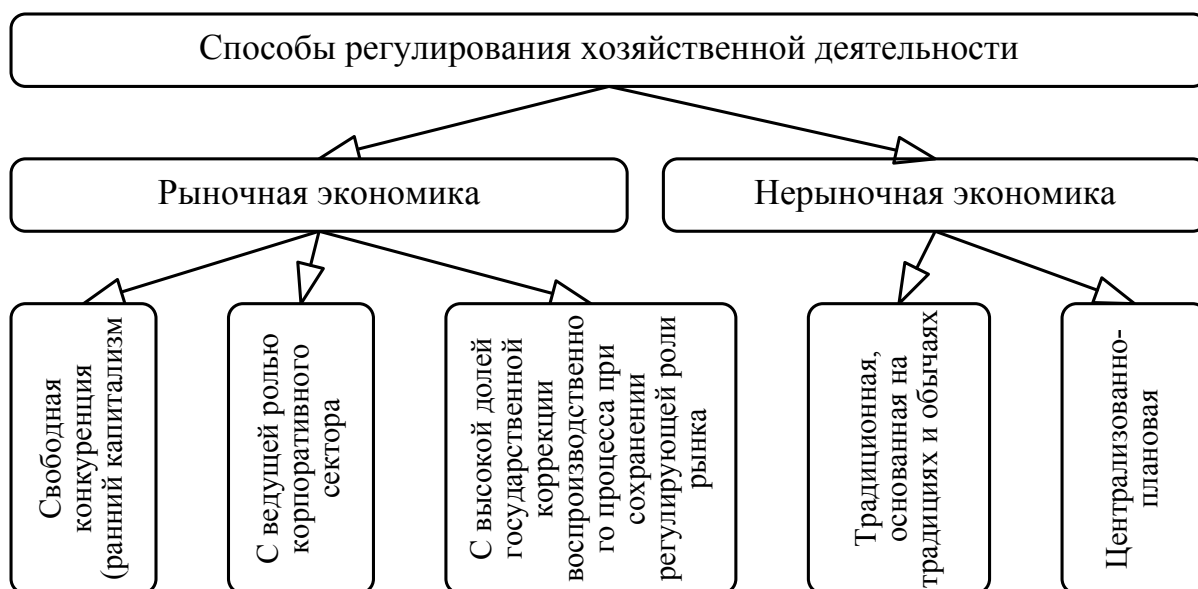 Способы регулирования хозяйственной деятельности
Рыночная экономика
Нерыночная экономика
Свободная
конкуренция
(ранний капитализм
С ведущей ролью
корпоративного
сектора
С высокой долей
государственной
коррекции
воспроизводственно
го процесса при
сохранении
регулирующей роли
рынка
Традиционная,
основанная на
традициях и обычаях
Централизованно-
плановая